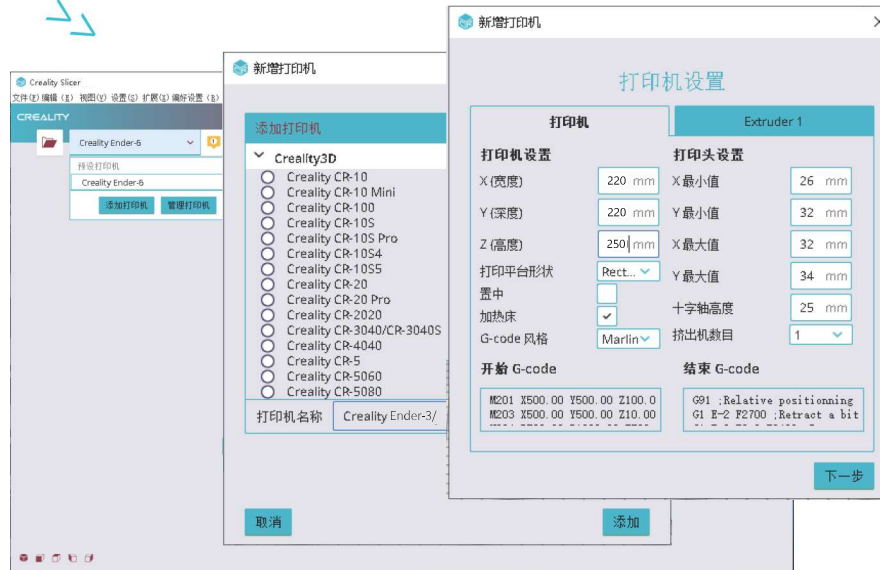 Creality Slicer
文件(F) 编辑 (E) 视图(V) 设置(S) 扩展(X) 偏好设置 (R)
CREALITY
Creality Ender-6
预设打印机
Creality Ender-6
添加打印机
管理打印机
新增打印机
添加打印机
Creality3D
Creality CR-10
Creality CR-10 Mini
Creality CR-100
Creality CR-10S
Creality CR-10S Pro
Creality CR-10S4
Creality CR-10S5
Creality CR-20
Creality CR-20 Pro
Creality CR-2020
Creality CR-3040/CR-3040S
Creality CR-4040
Creality CR-5
Creality CR-5060
Creality CR-5080
打印机名称 Creality Ender-3/
取消
添加
新增打印机
打印机设置
打印机
Extruder 1
打印机设置
X (宽度) 220 mm
Y (深度) 220 mm
Z (高度) 250 mm
打印平台形状 Rect...
置中
加热床
G-code 风格 Marlin
打印头设置
X 最小值 26 mm
Y 最小值 32 mm
X 最大值 32 mm
Y 最大值 34 mm
十字轴高度 25 mm
挤出机数目 1
开始 G-code
M201 X500.00 Y500.00 Z100.0
M203 X500.00 Y500.00 Z10.00
结束 G-code
G91 ;Relative positionning
G1 E-2 F2700 ;Retract a bit
下一步